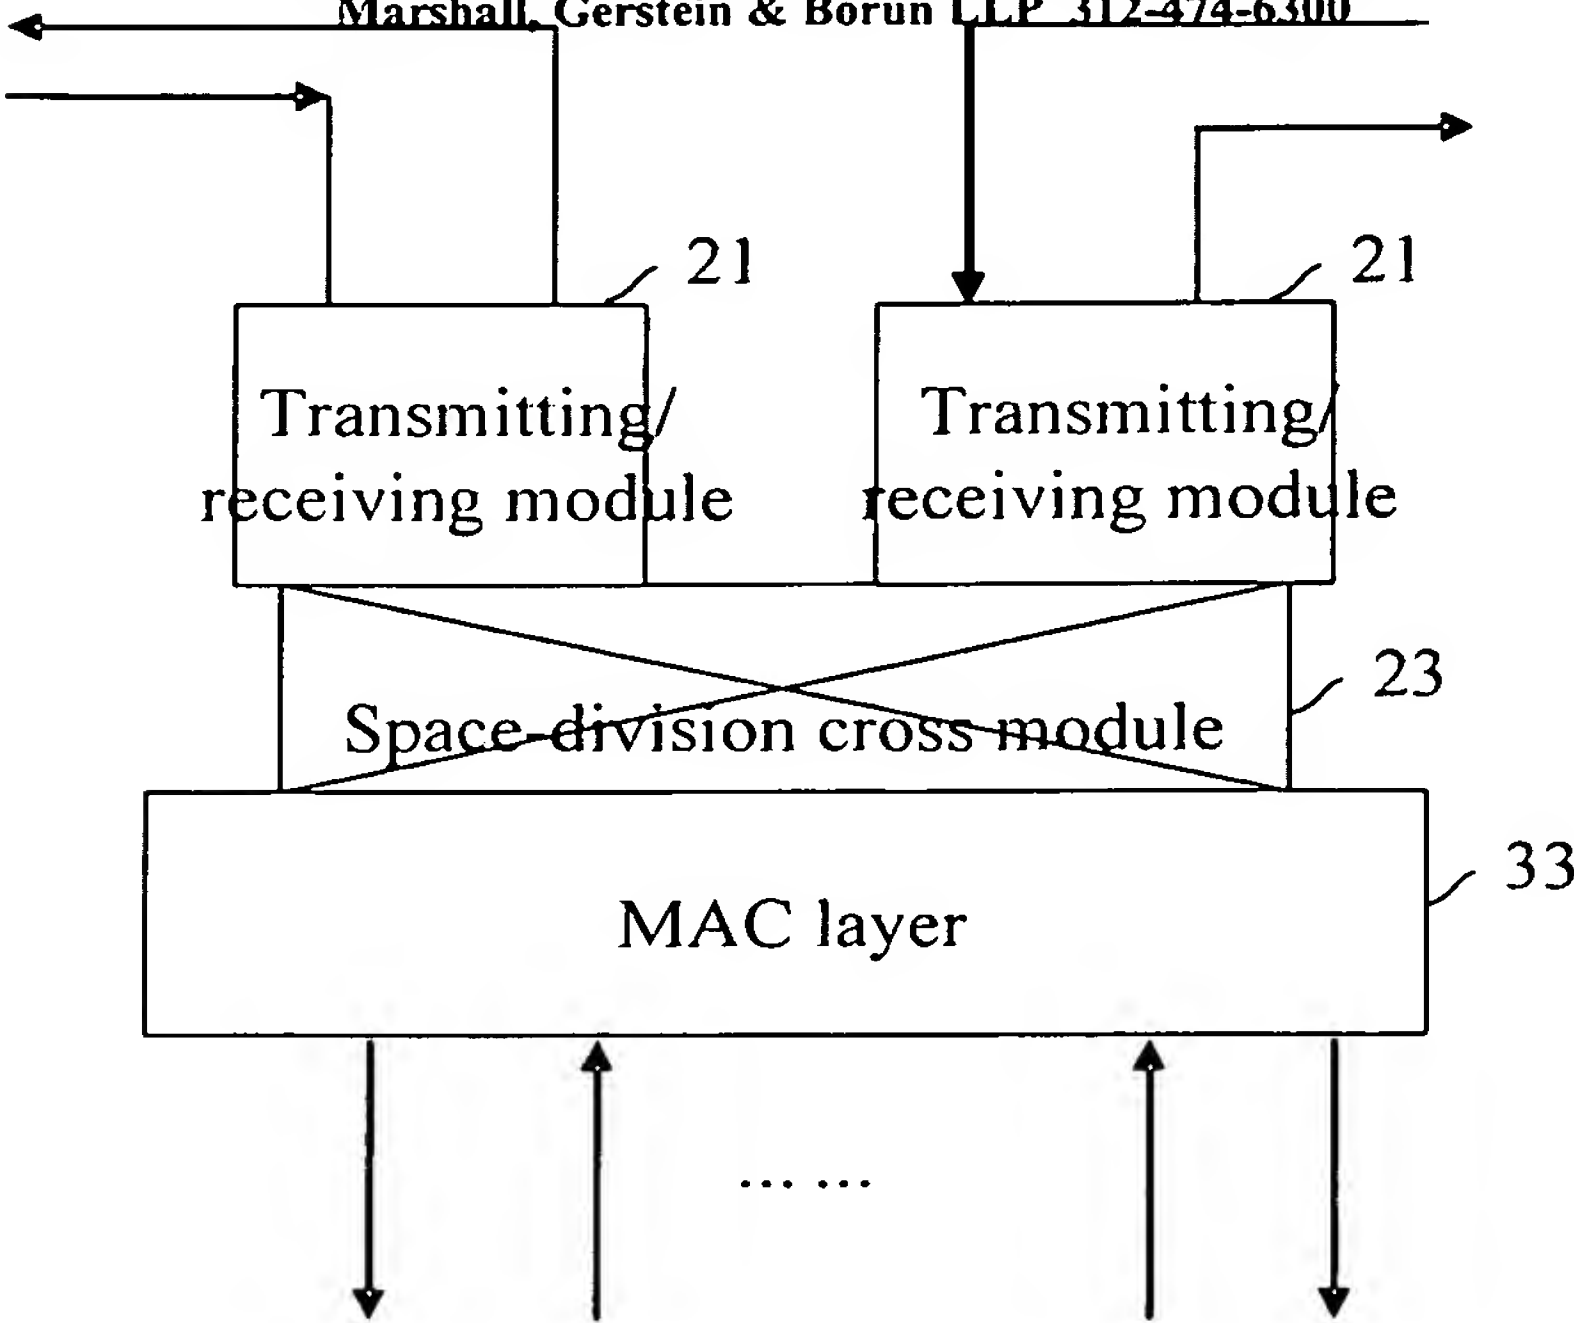 Marshall, Gerstein & Borun LLP 312-474-6300
21
21
Transmitting/
receiving module
Transmitting/
receiving module
23
Space-division cross module
33
MAC layer
... ...